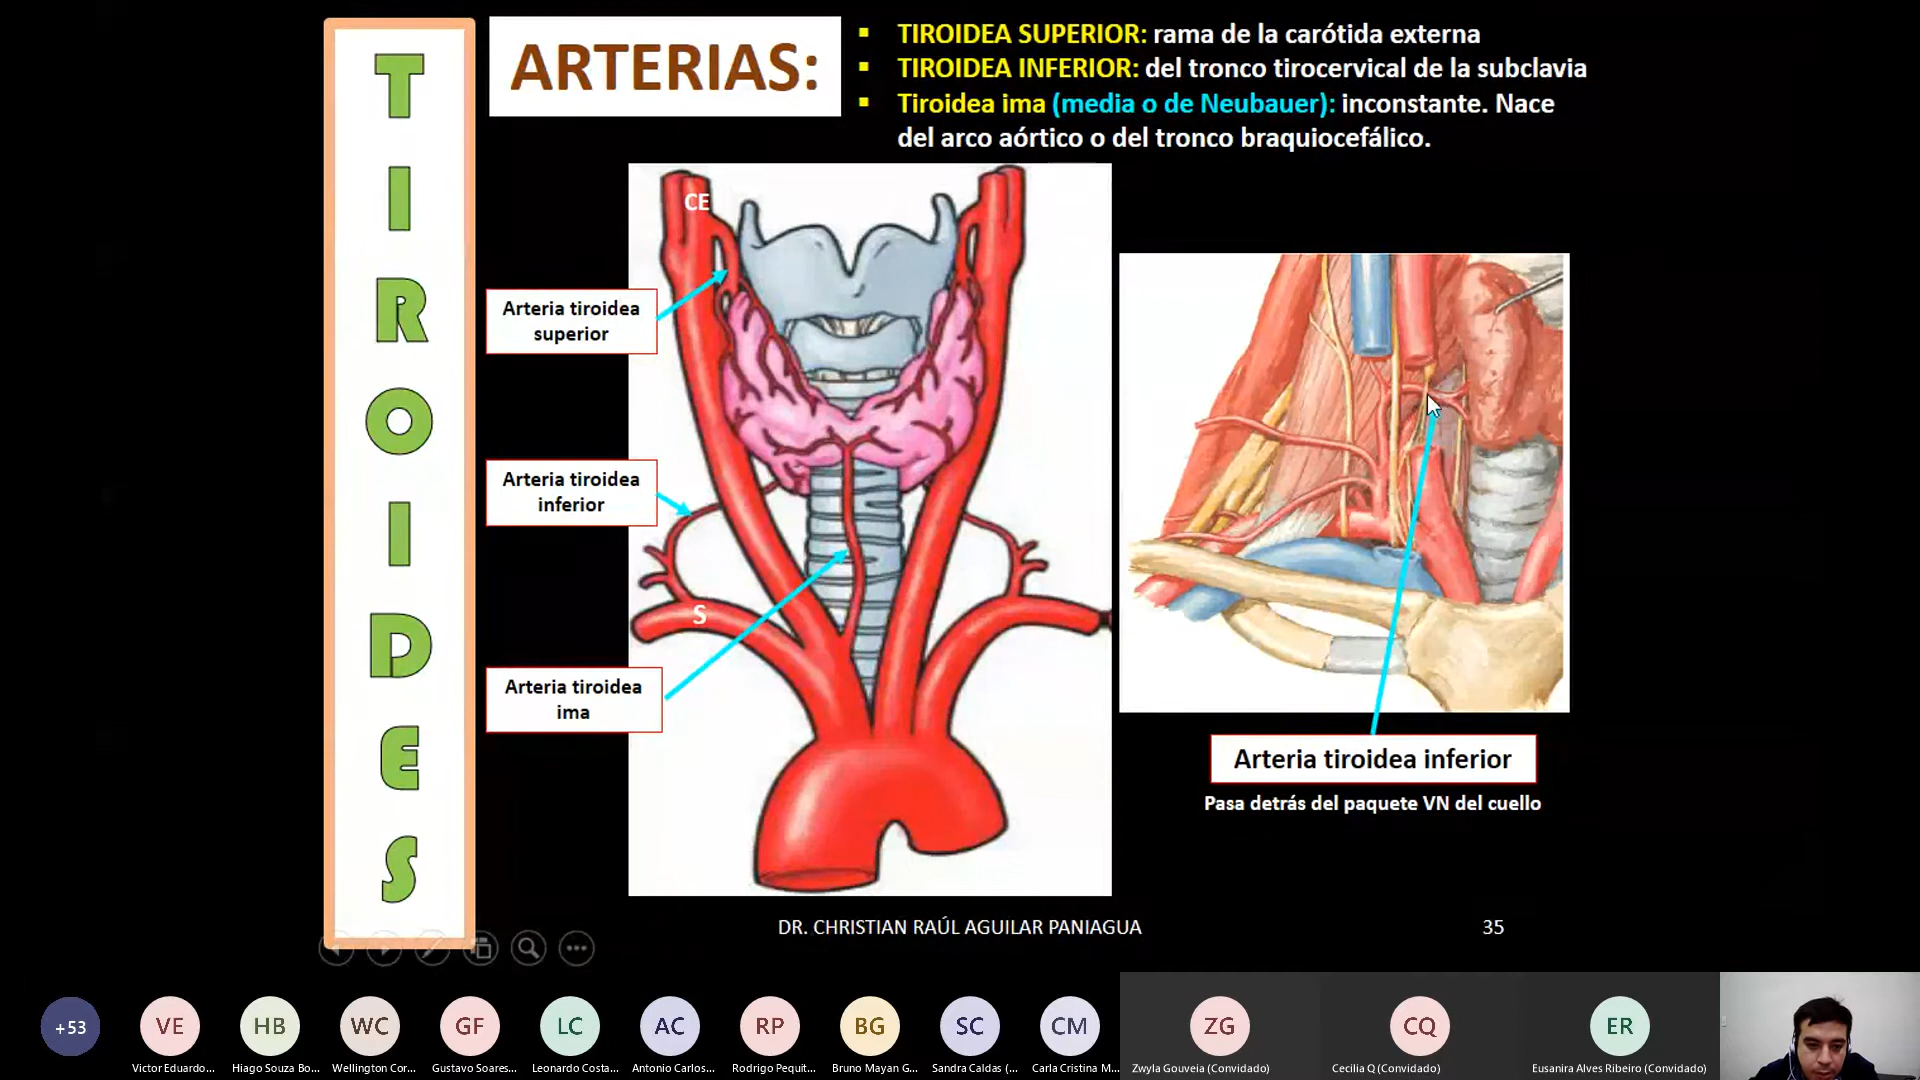 TIROIDES
ARTERIAS:
▪ TIROIDEA SUPERIOR: rama de la carótida externa
▪ TIROIDEA INFERIOR: del tronco tirocervical de la subclavia
▪ Tiroidea ima (media o de Neubauer): inconstante. Nace
del arco aórtico o del tronco braquiocefálico.
CE
Arteria tiroidea
superior
Arteria tiroidea
inferior
S
Arteria tiroidea
ima
Arteria tiroidea inferior
Pasa detrás del paquete VN del cuello
DR. CHRISTIAN RAÚL AGUILAR PANIAGUA
35
+53
VE
HB
WC
GF
LC
AC
RP
BG
SC
CM
ZG
CQ
ER
Victor Eduardo...
Hiago Souza Bo...
Wellington Cor...
Gustavo Soares...
Leonardo Costa...
Antonio Carlos...
Rodrigo Pequit...
Bruno Mayan G...
Sandra Caldas (...
Carla Cristina M...
Zwyla Gouveia (Convidado)
Cecilia Q (Convidado)
Eusanira Alves Ribeiro (Convidado)